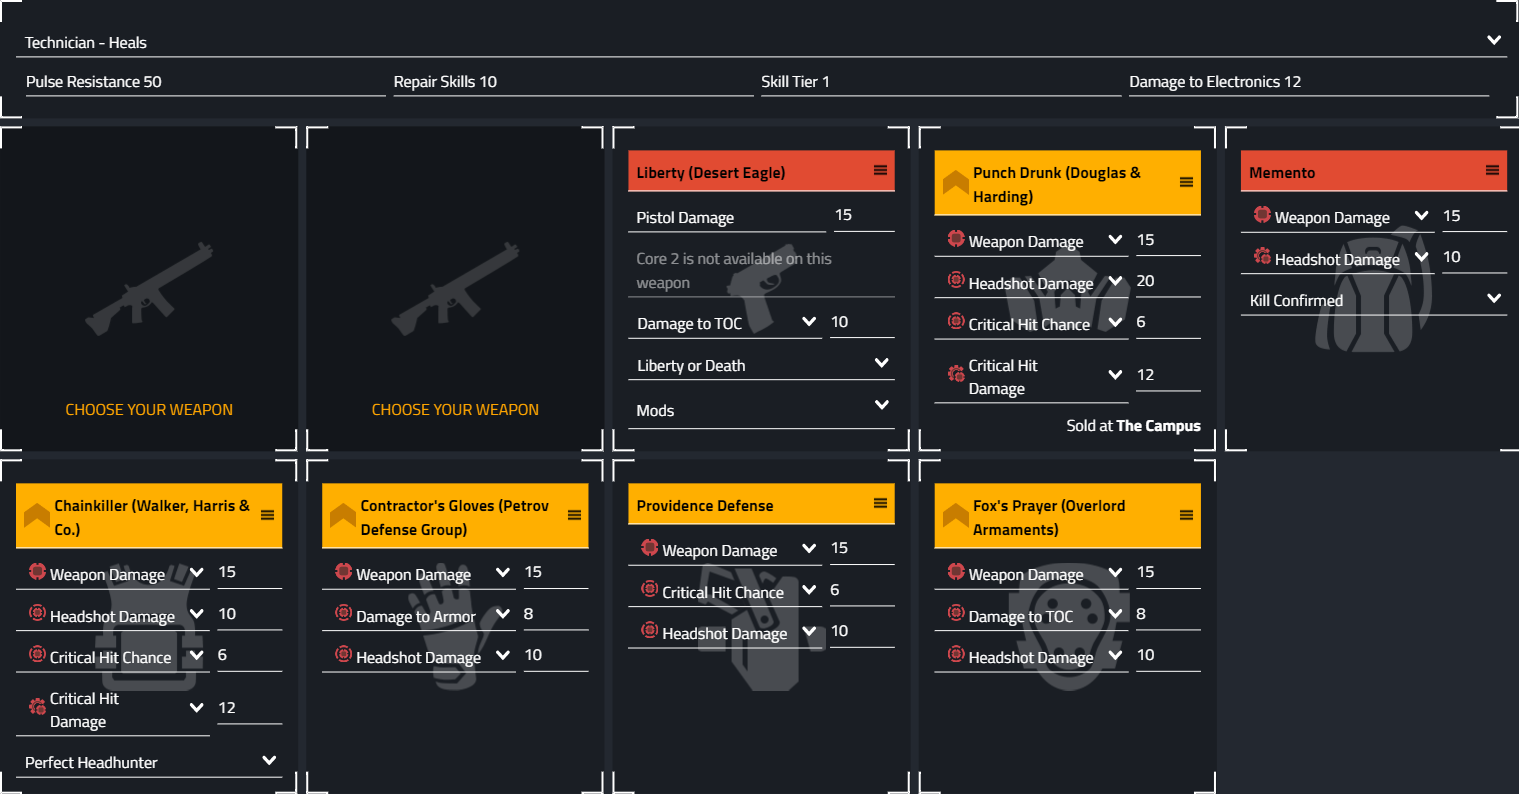 Technician - Heals
Pulse Resistance 50
Repair Skills 10
Skill Tier 1
Damage to Electronics 12
CHOOSE YOUR WEAPON
CHOOSE YOUR WEAPON
Liberty (Desert Eagle)
Pistol Damage 15
Core 2 is not available on this
weapon
Damage to TOC 10
Liberty or Death
Mods
Punch Drunk (Douglas &
Harding)
Weapon Damage 15
Headshot Damage 20
Critical Hit Chance 6
Critical Hit
Damage 12
Sold at The Campus
Memento
Weapon Damage 15
Headshot Damage 10
Kill Confirmed
Chainkiller (Walker, Harris &
Co.)
Weapon Damage 15
Headshot Damage 10
Critical Hit Chance 6
Critical Hit
Damage 12
Perfect Headhunter
Contractor's Gloves (Petrov
Defense Group)
Weapon Damage 15
Damage to Armor 8
Headshot Damage 10
Providence Defense
Weapon Damage 15
Critical Hit Chance 6
Headshot Damage 10
Fox's Prayer (Overlord
Armaments)
Weapon Damage 15
Damage to TOC 8
Headshot Damage 10